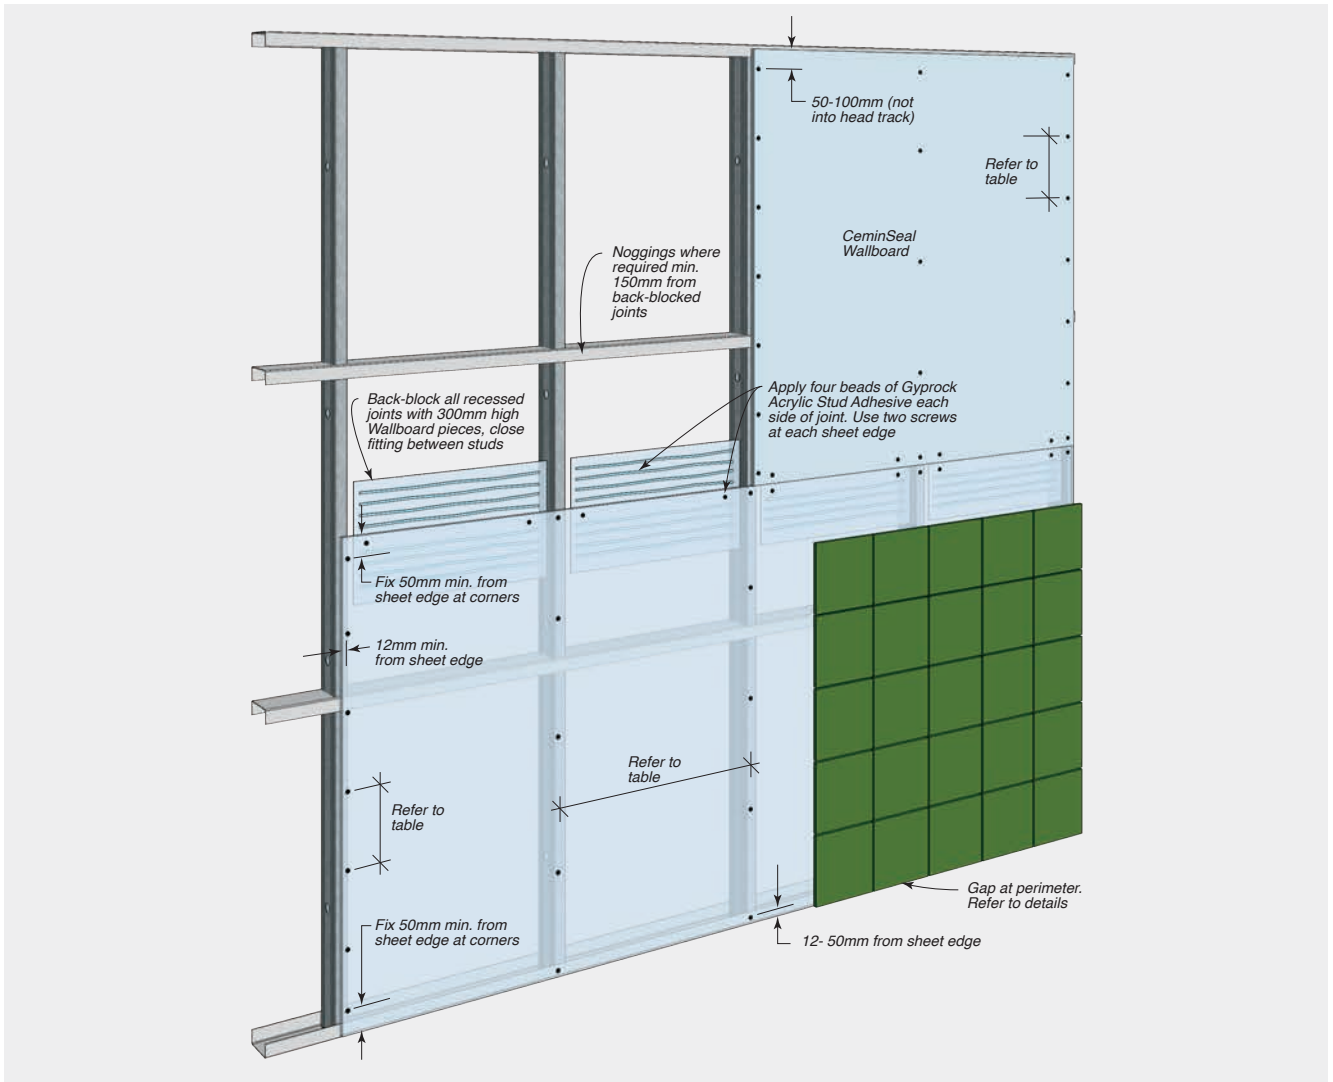 50-100mm (not
into head track)
Refer to
table
CeminSeal
Wallboard
Noggings where
required min.
150mm from
back-blocked
joints
Back-block all recessed
joints with 300mm high
Wallboard pieces, close
fitting between studs
Apply four beads of Gyprock
Acrylic Stud Adhesive each
side of joint. Use two screws
at each sheet edge
Fix 50mm min. from
sheet edge at corners
12mm min.
from sheet edge
Refer to
table
Refer to
table
Gap at perimeter.
Refer to details
Fix 50mm min. from
sheet edge at corners
12- 50mm from sheet edge